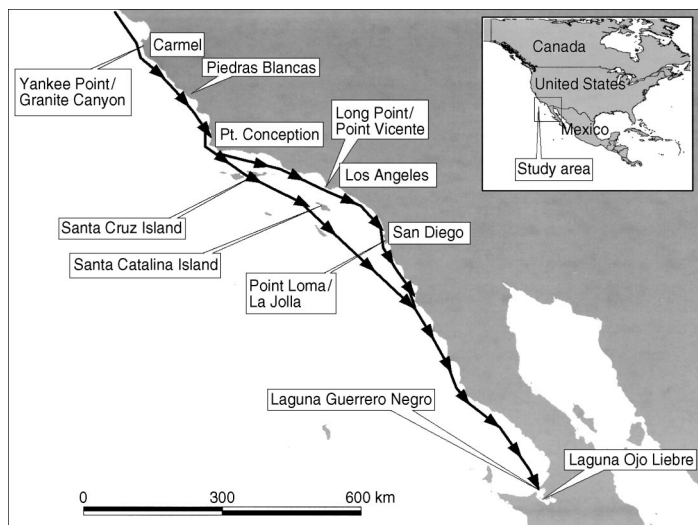 Carmel
Yankee Point/
Granite Canyon
Piedras Blancas
Long Point/
Point Vicente
Pt. Conception
Los Angeles
Santa Cruz Island
San Diego
Santa Catalina Island
Point Loma/
La Jolla
Laguna Guerrero Negro
Laguna Ojo Liebre
0 300 600 km
Canada
United States
Mexico
Study area